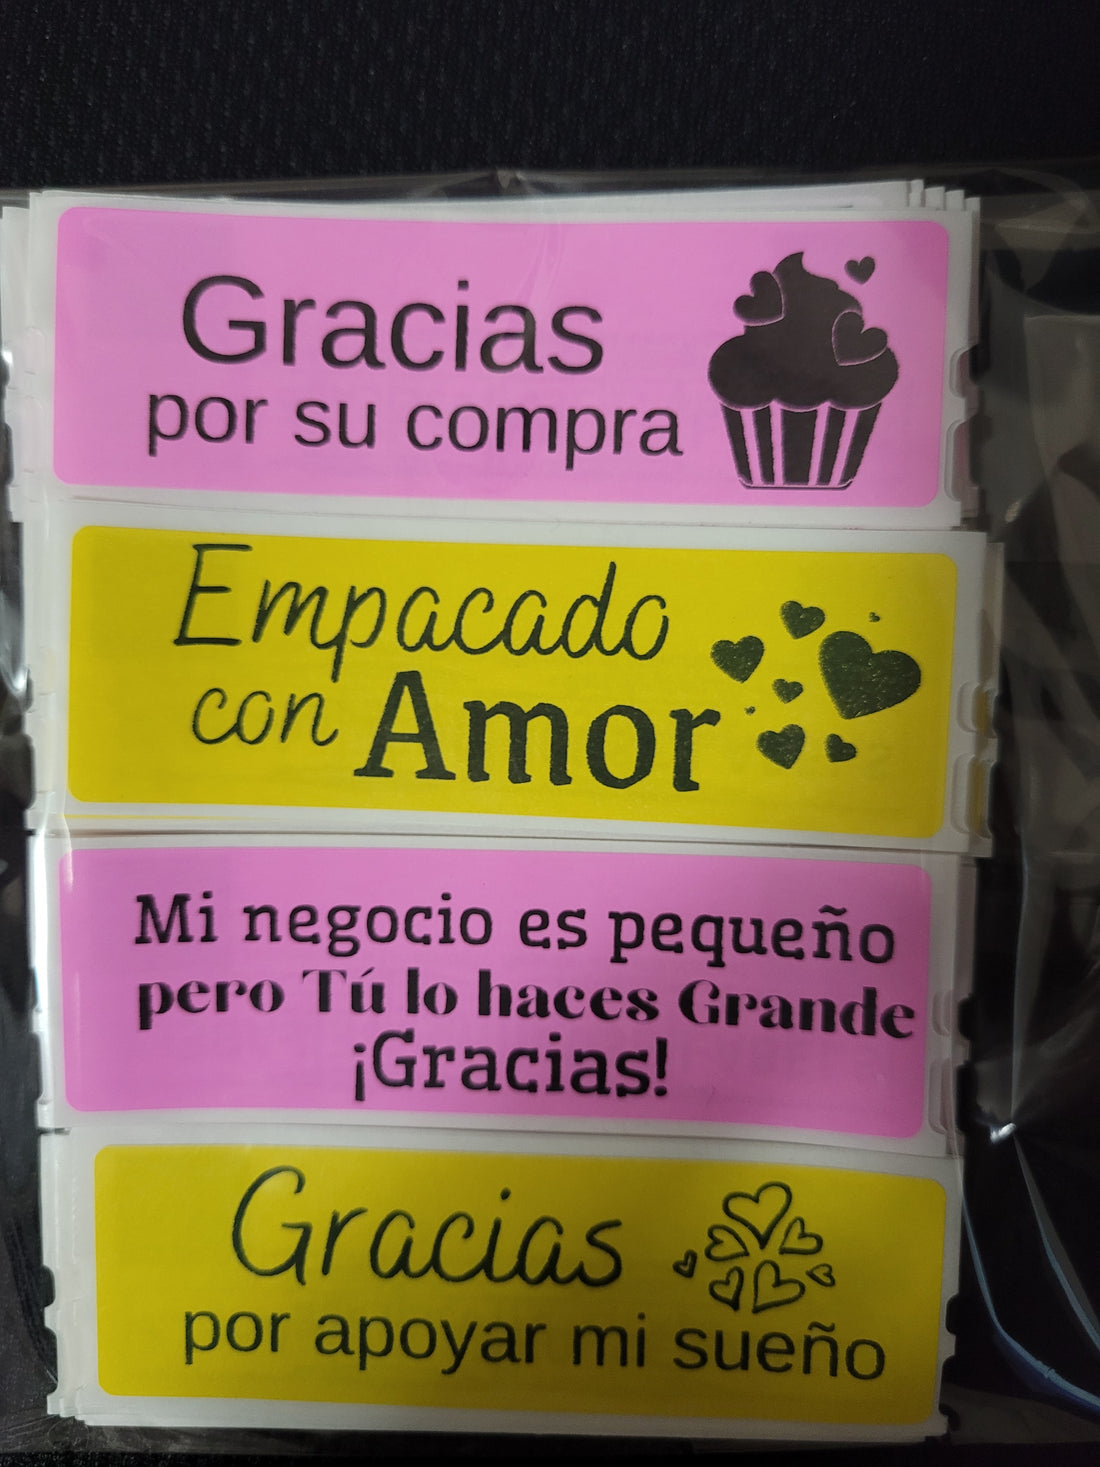 Gracias
por su compra
Empacado
con Amor
Mi negocio es pequeño
pero Tú lo haces Grande
¡Gracias!
Gracias
por apoyar mi sueño